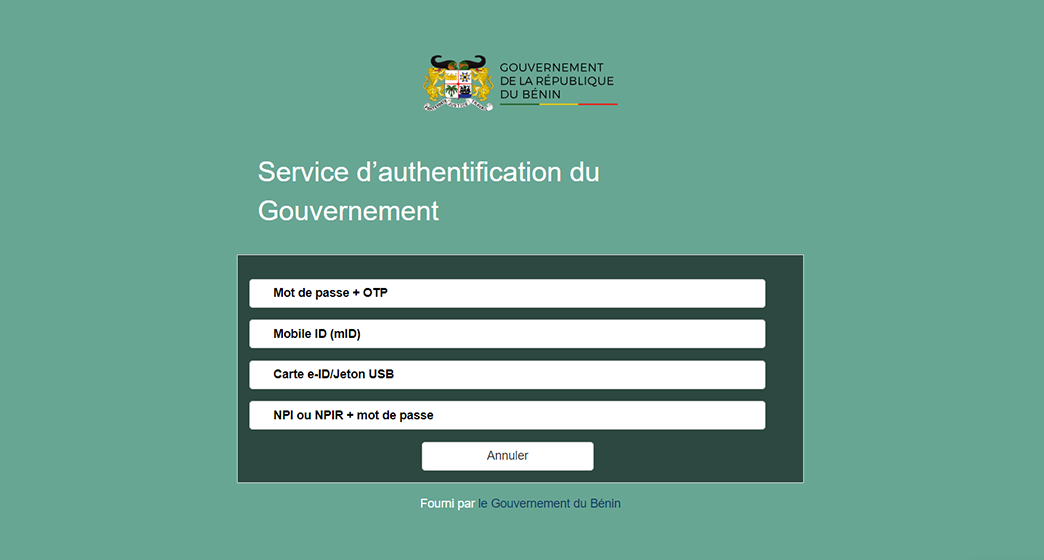 GOUVERNEMENT
DE LA RÉPUBLIQUE
DU BÉNIN
Service d’authentification du
Gouvernement
Mot de passe + OTP
Mobile ID (mID)
Carte e-ID/Jeton USB
NPI ou NPIR + mot de passe
Annuler
Fourni par le Gouvernement du Bénin